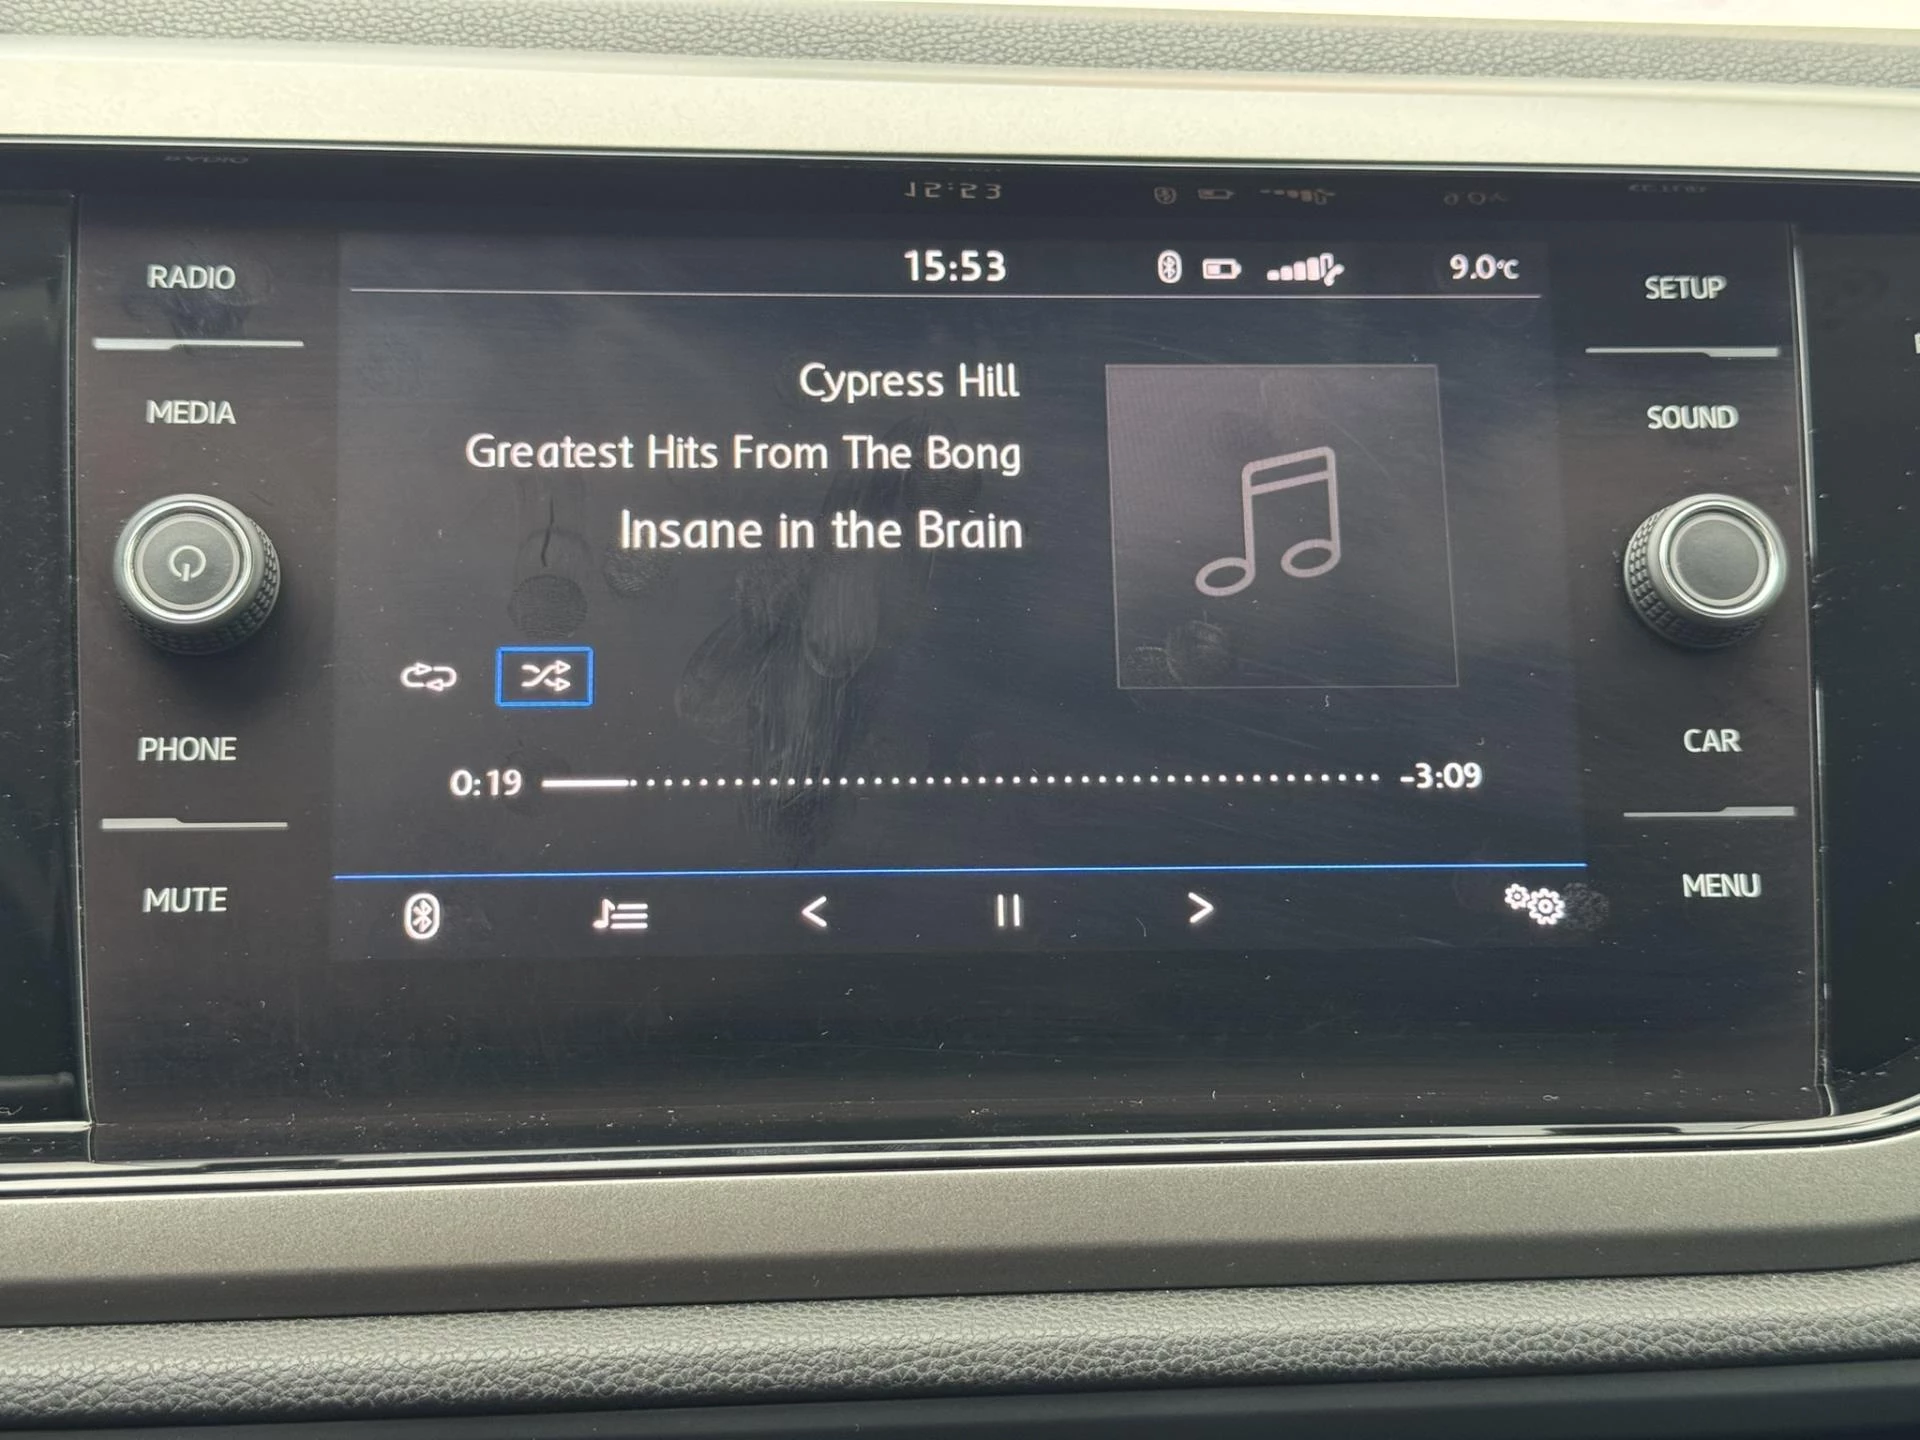 15:53
9.0°C
RADIO
MEDIA
PHONE
MUTE
Cypress Hill
Greatest Hits From The Bong
Insane in the Brain
0:19
-3:09
SETUP
SOUND
CAR
MENU